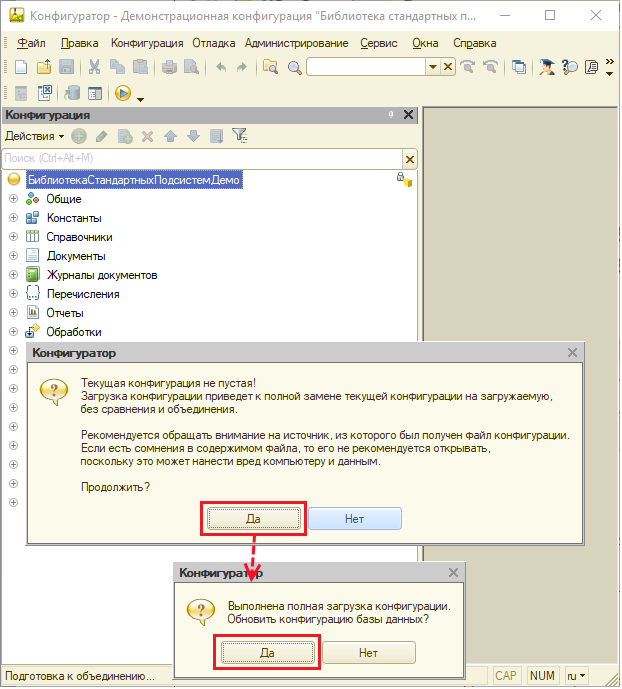 Конфигуратор - Демонстрационная конфигурация "Библиотека стандартных п...
Файл Правка Конфигурация Отладка Администрирование Сервис Окна Справка
Конфигурация
Действия
Поиск (Ctrl+Alt+M)
БиблиотекаСтандартныхПодсистемДемо
Общие
Константы
Справочники
Документы
Журналы документов
Перечисления
Отчеты
Обработки
Конфигуратор
Текущая конфигурация не пустая!
Загрузка конфигурации приведет к полной замене текущей конфигурации на загружаемую,
без сравнения и объединения.
Рекомендуется обращать внимание на источник, из которого был получен файл конфигурации.
Если есть сомнения в содержимом файла, то его не рекомендуется открывать,
поскольку это может нанести вред компьютеру и данным.
Продолжить?
Да Нет
Конфигуратор
Выполнена полная загрузка конфигурации.
Обновить конфигурацию базы данных?
Да Нет
Подготовка к объединению... CAP NUM ru